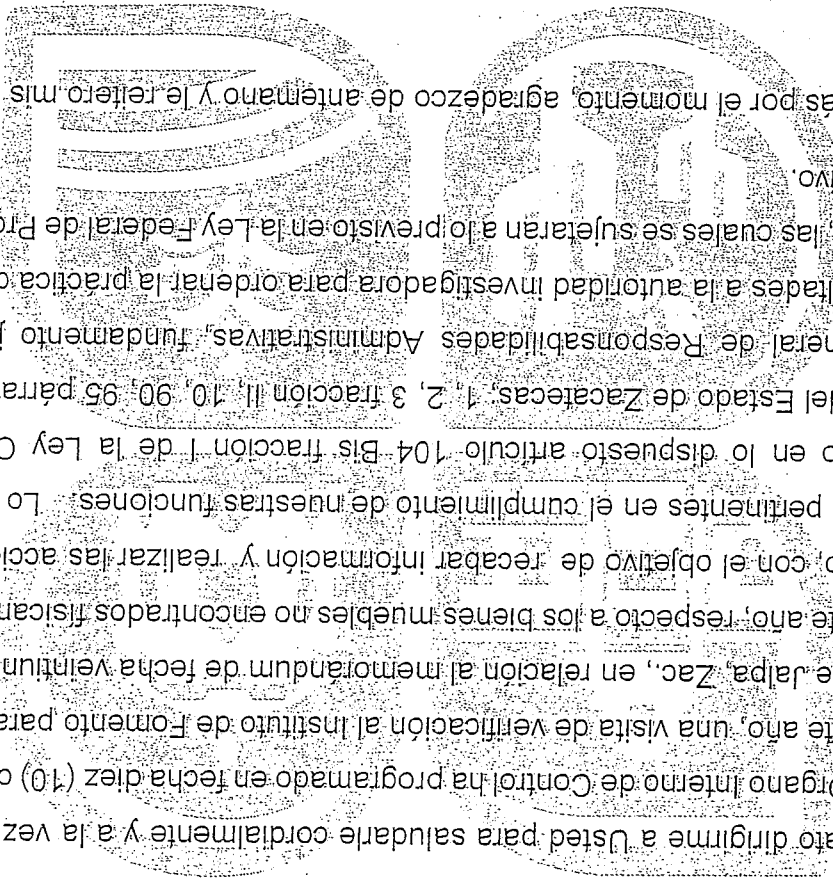 ato dirigirme a Usted para saludarle cordialmente y a la vez
rgano Interno de Control ha programado en fecha diez (10)
te año, una visita de verificación al Instituto de Fomento para
e Jalpa, Zac., en relación al memorándum de fecha veintiun
te año, respecto a los bienes muebles no encontrados físican
o, con el objetivo de recabar información y realizar las accio
pertinentes en el cumplimiento de nuestras funciones. Lo
o en lo dispuesto artículo 104 Bis fracción I de la Ley
del Estado de Zacatecas; 1, 2, 3 fracción II, 10, 90, 95 párra
neral de Responsabilidades Administrativas, fundamento j
ltades a la autoridad investigadora para ordenar la práctica
, las cuales se sujetaran a lo previsto en la Ley Federal de Pro
ivo.
ás por el momento, agradezco de antemano y le reitero mis